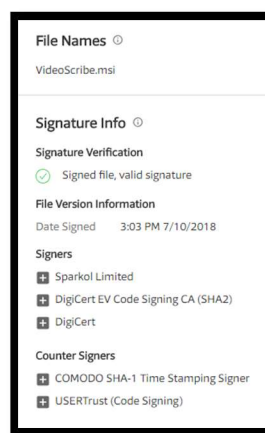 File Names
VideoScribe.msi
Signature Info
Signature Verification
Signed file, valid signature
File Version Information
Date Signed 3:03 PM 7/10/2018
Signers
Sparkol Limited
DigiCert EV Code Signing CA (SHA2)
DigiCert
Counter Signers
COMODO SHA-1 Time Stamping Signer
USERTrust (Code Signing)